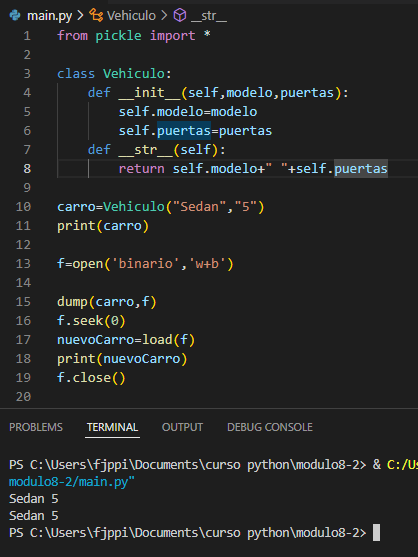 main.py > Vehiculo > __str__
1 from pickle import *
2
3 class Vehiculo:
4     def __init__(self,modelo,puertas):
5         self.modelo=modelo
6         self.puertas=puertas
7     def __str__(self):
8         return self.modelo+" "+self.puertas
9
10 carro=Vehiculo("Sedan","5")
11 print(carro)
12
13 f=open('binario','w+b')
14
15 dump(carro,f)
16 f.seek(0)
17 nuevoCarro=load(f)
18 print(nuevoCarro)
19 f.close()
20
PROBLEMS TERMINAL OUTPUT DEBUG CONSOLE
PS C:\Users\fjppi\Documents\curso python\modulo8-2> & C:/U
modulo8-2/main.py"
Sedan 5
Sedan 5
PS C:\Users\fjppi\Documents\curso python\modulo8-2>